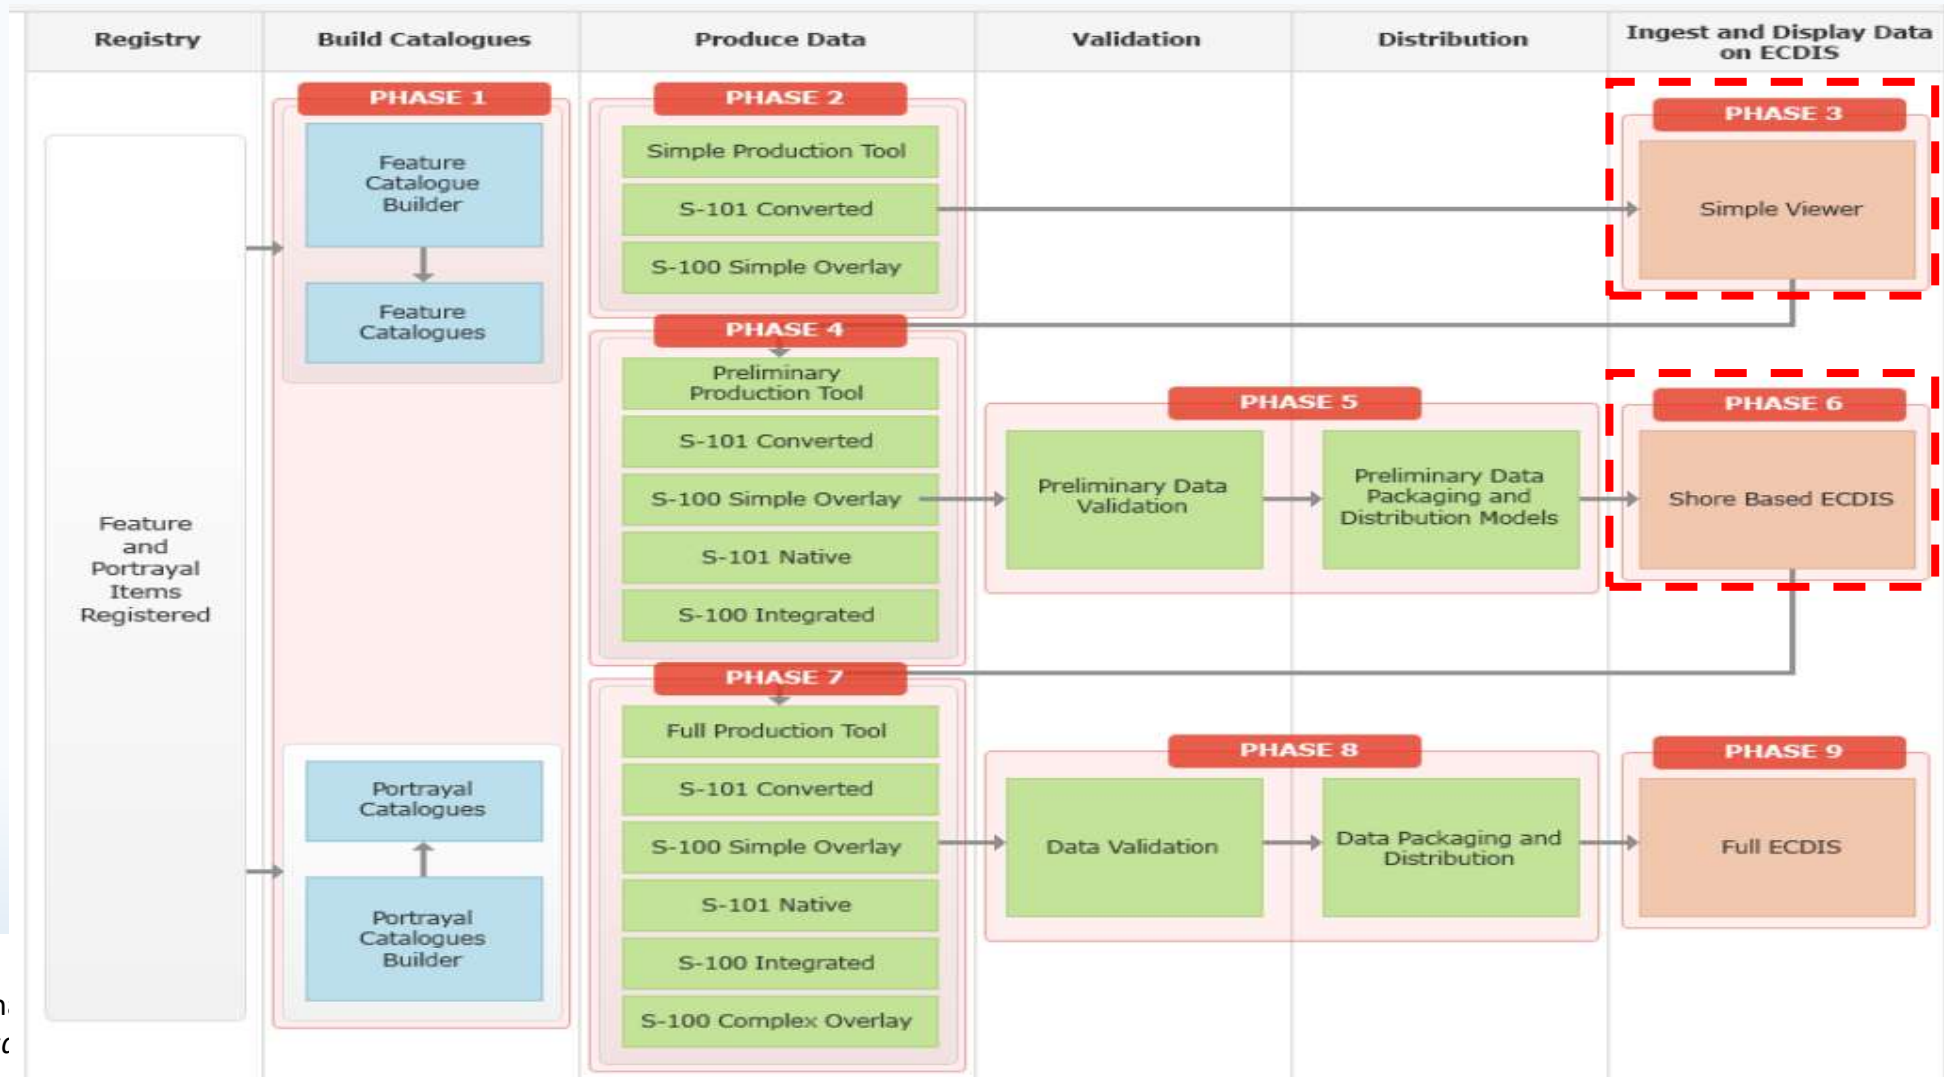 Registry
Build Catalogues
Produce Data
Validation
Distribution
Ingest and Display Data
on ECDIS
Feature
and
Portrayal
Items
Registered
PHASE 1
Feature
Catalogue
Builder
Feature
Catalogues
Portrayal
Catalogues
Portrayal
Catalogues
Builder
PHASE 2
Simple Production Tool
S-101 Converted
S-100 Simple Overlay
PHASE 3
Simple Viewer
PHASE 4
Preliminary
Production Tool
S-101 Converted
S-100 Simple Overlay
S-101 Native
S-100 Integrated
PHASE 5
Preliminary Data
Validation
Preliminary Data
Packaging and
Distribution Models
PHASE 6
Shore Based ECDIS
PHASE 7
Full Production Tool
S-101 Converted
S-100 Simple Overlay
S-101 Native
S-100 Integrated
S-100 Complex Overlay
PHASE 8
Data Validation
Data Packaging and
Distribution
PHASE 9
Full ECDIS